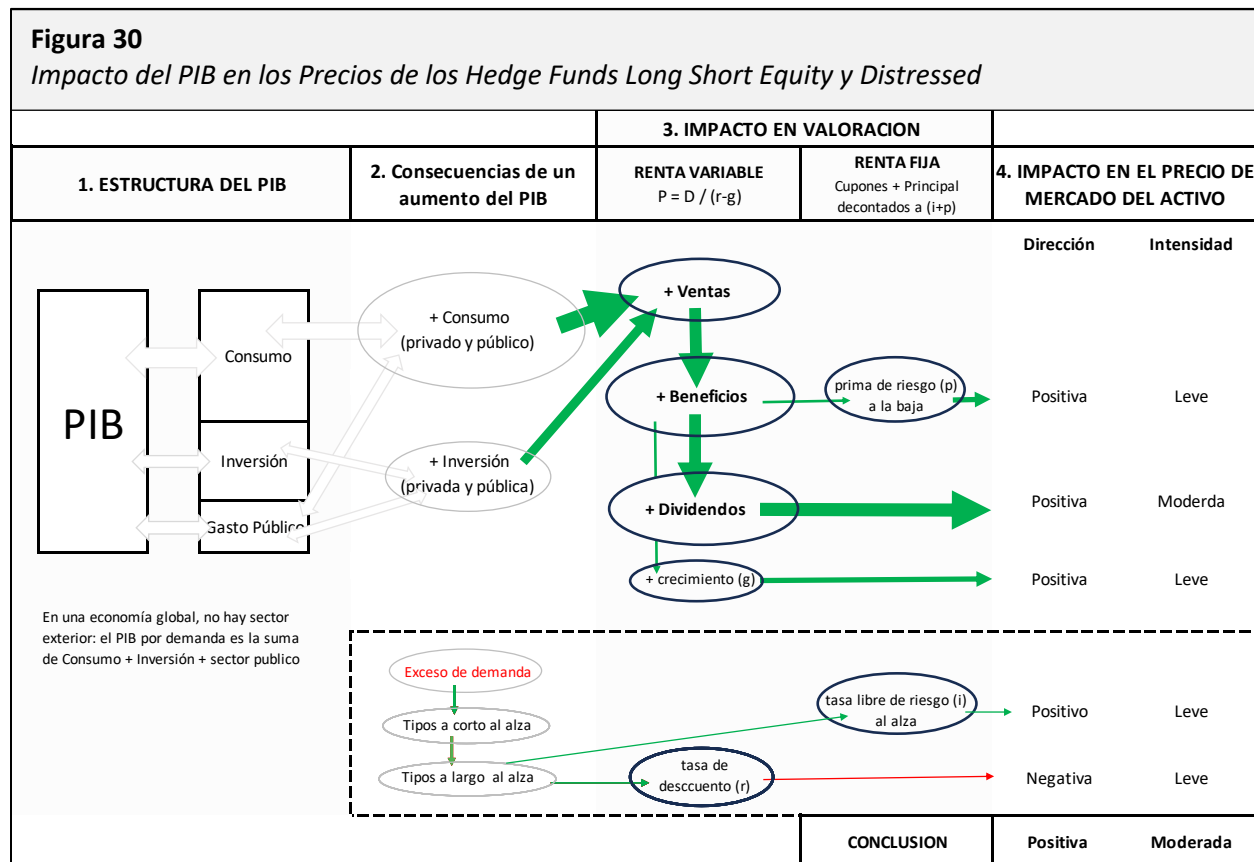 Figura 30
Impacto del PIB en los Precios de los Hedge Funds Long Short Equity y Distressed
3. IMPACTO EN VALORACION
1. ESTRUCTURA DEL PIB
2. Consecuencias de un
aumento del PIB
RENTA VARIABLE
P = D / (r-g)
RENTA FIJA
Cupones + Principal
decontados a (i+p)
4. IMPACTO EN EL PRECIO DE
MERCADO DEL ACTIVO
Dirección
Intensidad
PIB
Consumo
Inversión
Gasto Público
+ Consumo
(privado y público)
+ Inversión
(privada y pública)
+ Ventas
+ Beneficios
prima de riesgo (p)
a la baja
Positiva
Leve
+ Dividendos
Positiva
Moderda
+ crecimiento (g)
Positiva
Leve
En una economía global, no hay sector
exterior: el PIB por demanda es la suma
de Consumo + Inversión + sector publico
Exceso de demanda
Tipos a corto al alza
Tipos a largo al alza
tasa libre de riesgo (i)
al alza
Positivo
Leve
tasa de
desccuento (r)
Negativa
Leve
CONCLUSION
Positiva
Moderada